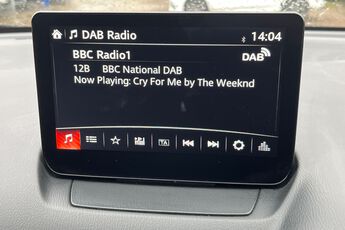 DAB Radio 14:04
BBC Radio1 DAB
12B BBC National DAB
Now Playing: Cry For Me by The Weeknd
TA